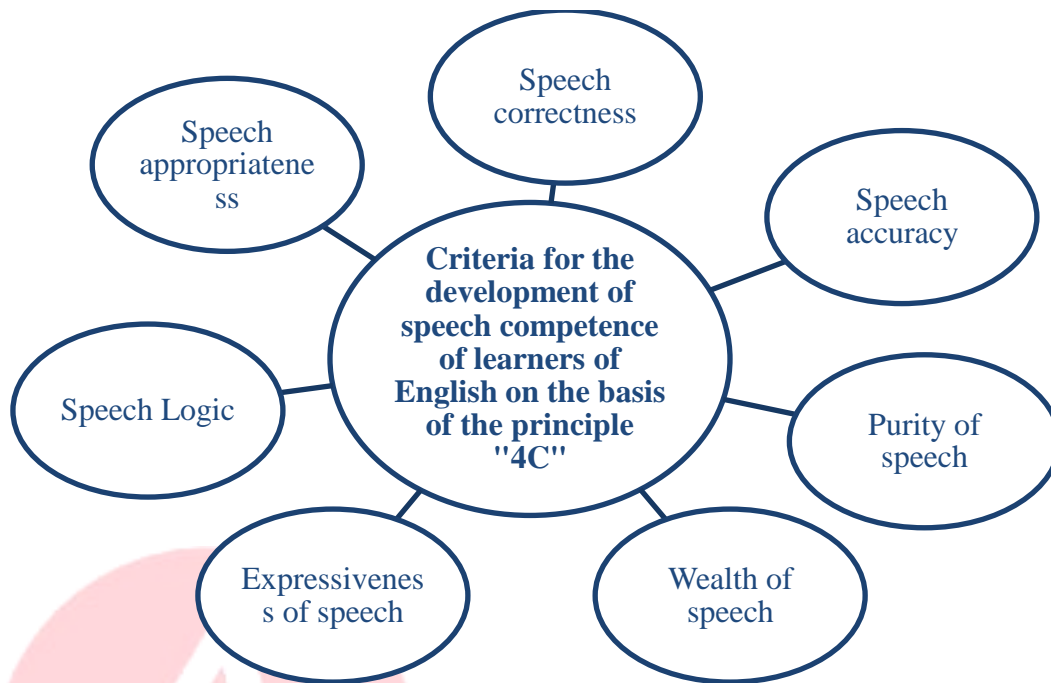 Speech
correctness
Speech
appropriatene
ss
Speech
accuracy
Criteria for the
development of
speech competence
of learners of
English on the basis
of the principle
"4C"
Speech Logic
Purity of
speech
Expressivenes
s of speech
Wealth of
speech